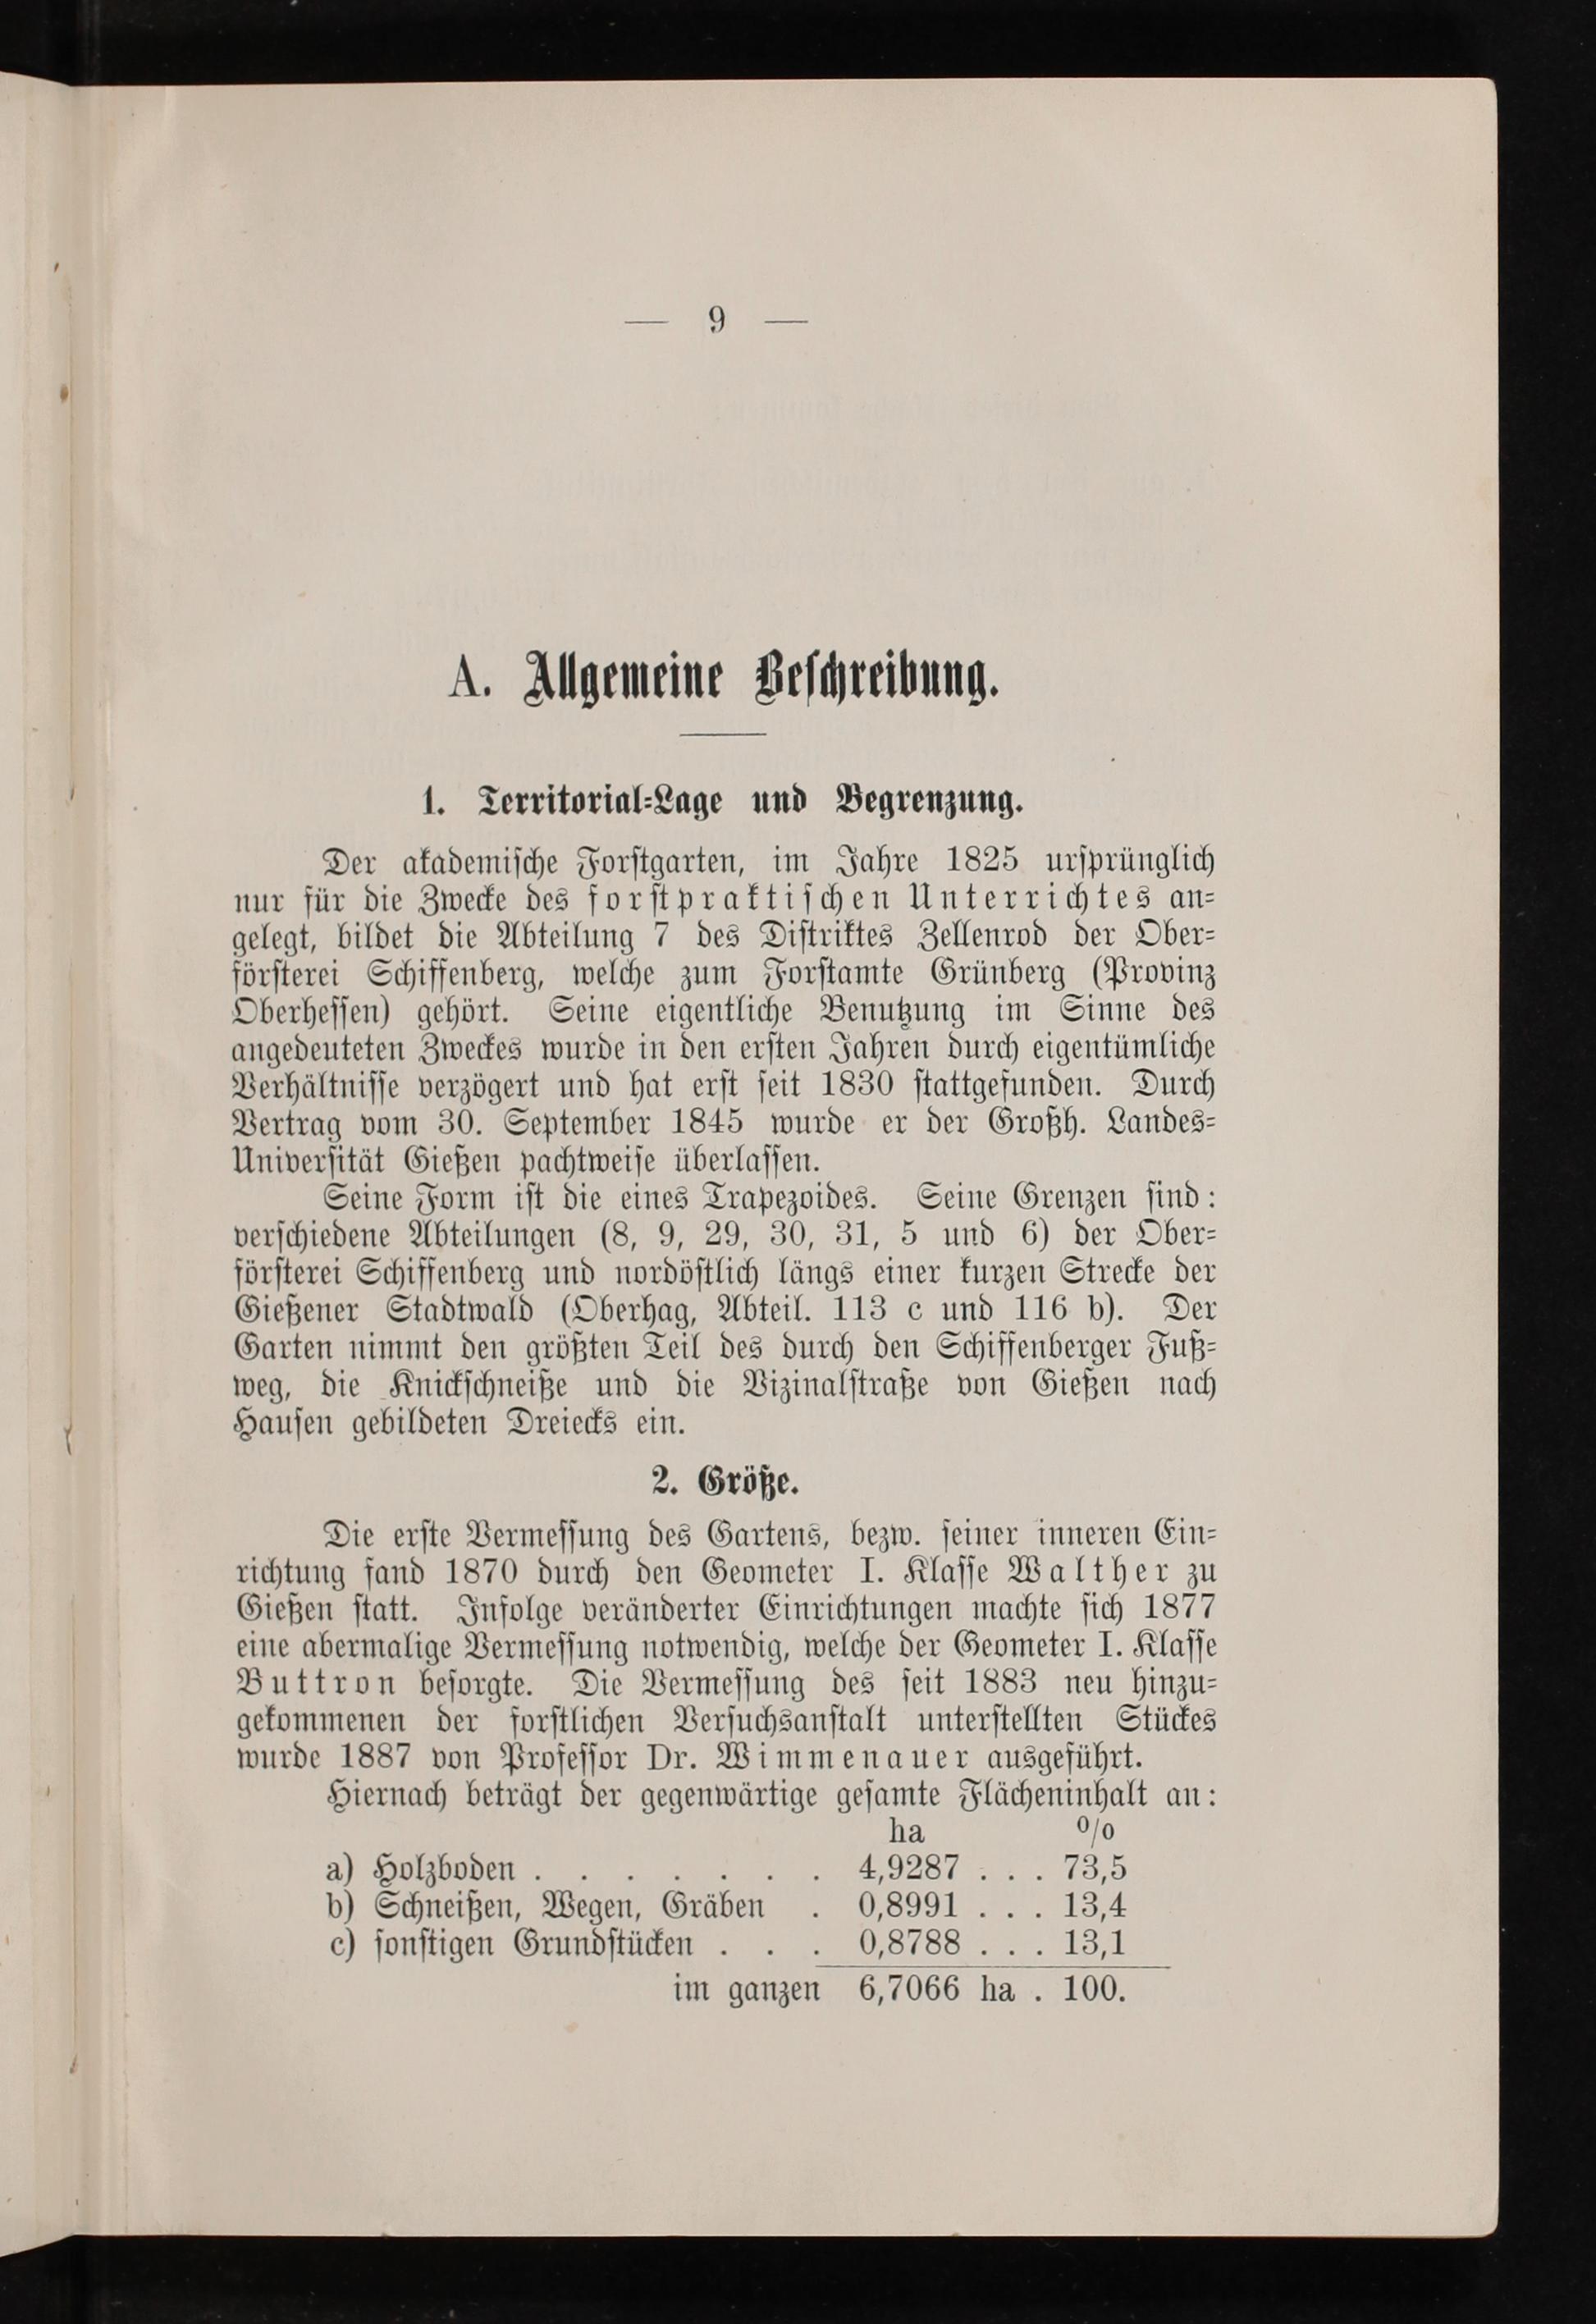 — 9 —
A. Allgemeine Beschreibung.
1. Territorial-Lage und Begrenzung.
Der akademische Forstgarten, im Jahre 1825 ursprünglich
nur für die Zwecke des forstpraktischen Unterrichtes an-
gelegt, bildet die Abteilung 7 des Distriktes Zellenrod der Ober-
försterei Schiffenberg, welche zum Forstamte Grünberg (Provinz
Oberhessen) gehört. Seine eigentliche Benutzung im Sinne des
angedeuteten Zweckes wurde in den ersten Jahren durch eigentümliche
Verhältnisse verzögert und hat erst seit 1830 stattgefunden. Durch
Vertrag vom 30. September 1845 wurde er der Großh. Landes-
Universität Gießen pachtweise überlassen.
Seine Form ist die eines Trapezoides. Seine Grenzen sind:
verschiedene Abteilungen (8, 9, 29, 30, 31, 5 und 6) der Ober-
försterei Schiffenberg und nordöstlich längs einer kurzen Strecke der
Gießener Stadtwald (Oberhag, Abteil. 113 c und 116 b). Der
Garten nimmt den größten Teil des durch den Schiffenberger Fuß-
weg, die Knickschneiße und die Vizinalstraße von Gießen nach
Hausen gebildeten Dreiecks ein.
2. Größe.
Die erste Vermessung des Gartens, bezw. seiner inneren Ein-
richtung fand 1870 durch den Geometer I. Klasse Walther zu
Gießen statt. Infolge veränderter Einrichtungen machte sich 1877
eine abermalige Vermessung notwendig, welche der Geometer I. Klasse
Buttron besorgte. Die Vermessung des seit 1883 neu hinzu-
gekommenen der forstlichen Versuchsanstalt unterstellten Stückes
wurde 1887 von Professor Dr. Wimmenauer ausgeführt.
Hiernach beträgt der gegenwärtige gesamte Flächeninhalt an:
ha %
a) Holzboden . . . . . . . 4,9287 . . . 73,5
b) Schneißen, Wegen, Gräben . 0,8991 . . . 13,4
c) sonstigen Grundstücken . . . 0,8788 . . . 13,1
im ganzen 6,7066 ha . 100.